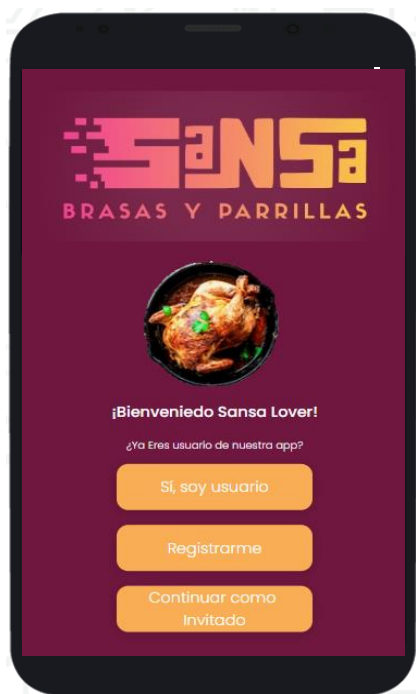 SaNSa
BRASAS Y PARRILLAS
¡Bienveniedo Sansa Lover!
¿Ya Eres usuario de nuestra app?
Sí, soy usuario
Registrarme
Continuar como
Invitado